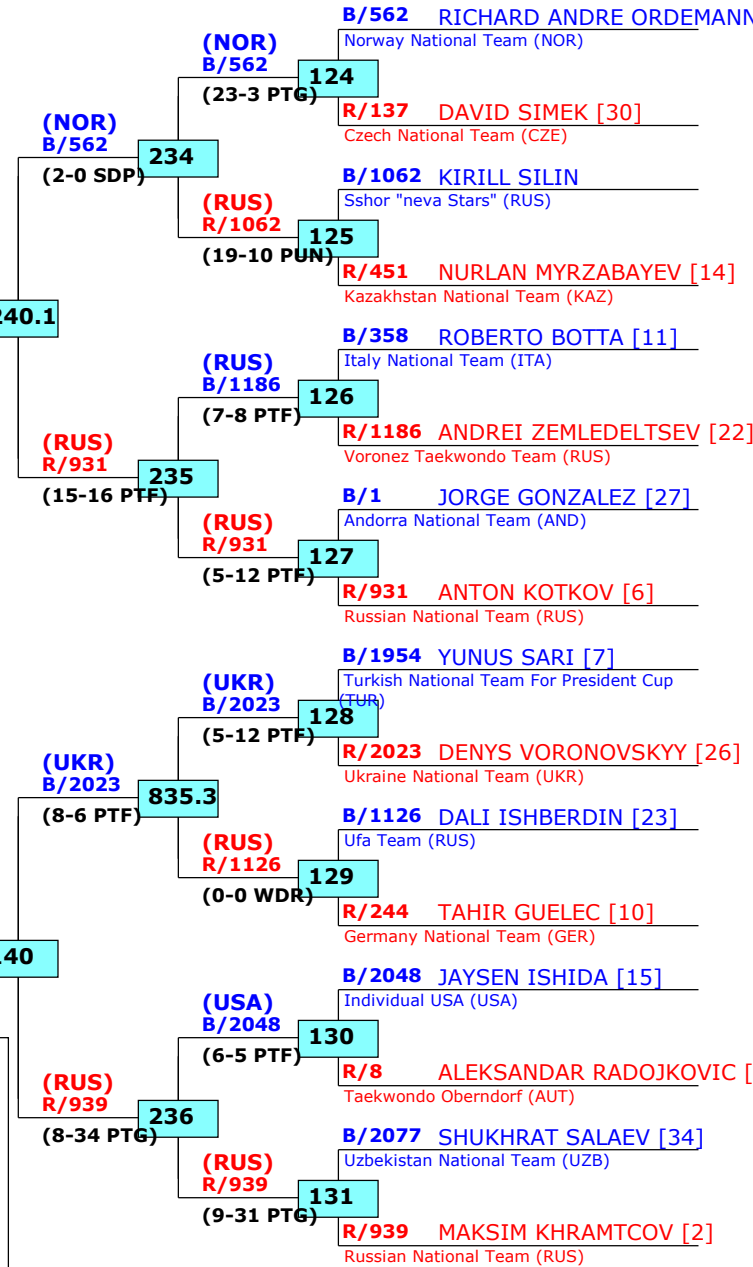 B/562 RICHARD ANDRE ORDEMANN
Norway National Team (NOR)
(NOR)
B/562
124
(23-3 PTG)
R/137 DAVID SIMEK [30]
Czech National Team (CZE)
(NOR)
B/562
234
(2-0 SDP)
B/1062 KIRILL SILIN
Sshor "neva Stars" (RUS)
(RUS)
R/1062
125
(19-10 PUN)
R/451 NURLAN MYRZABAYEV [14]
Kazakhstan National Team (KAZ)
240.1
B/358 ROBERTO BOTTA [11]
Italy National Team (ITA)
(RUS)
B/1186
126
(7-8 PTF)
R/1186 ANDREI ZEMLEDELTSEV [22]
Voronez Taekwondo Team (RUS)
(RUS)
R/931
235
(15-16 PTF)
B/1 JORGE GONZALEZ [27]
Andorra National Team (AND)
(RUS)
R/931
127
(5-12 PTF)
R/931 ANTON KOTKOV [6]
Russian National Team (RUS)
B/1954 YUNUS SARI [7]
Turkish National Team For President Cup
(TUR)
(UKR)
B/2023
128
(5-12 PTF)
R/2023 DENYS VORONOVSKYY [26]
Ukraine National Team (UKR)
(UKR)
B/2023
835.3
(8-6 PTF)
B/1126 DALI ISHBERDIN [23]
Ufa Team (RUS)
(RUS)
R/1126
129
(0-0 WDR)
R/244 TAHIR GUELEC [10]
Germany National Team (GER)
40
B/2048 JAYSEN ISHIDA [15]
Individual USA (USA)
(USA)
B/2048
130
(6-5 PTF)
R/8 ALEKSANDAR RADOJKOVIC [
Taekwondo Oberndorf (AUT)
(RUS)
R/939
236
(8-34 PTG)
B/2077 SHUKHRAT SALAEV [34]
Uzbekistan National Team (UZB)
(RUS)
R/939
131
(9-31 PTG)
R/939 MAKSIM KHRAMTCOV [2]
Russian National Team (RUS)